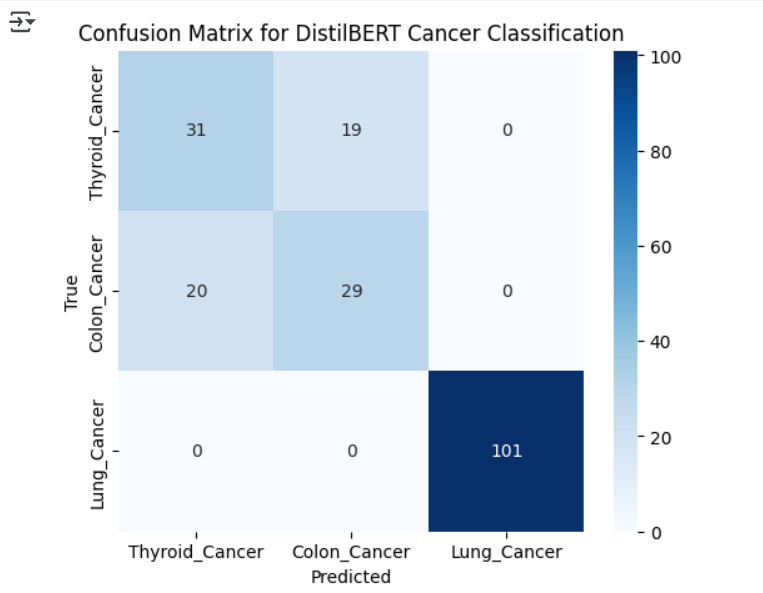 Confusion Matrix for DistilBERT Cancer Classification
Thyroid_Cancer
31
19
0
Colon_Cancer
20
29
0
Lung_Cancer
0
0
101
True
Thyroid_Cancer
Colon_Cancer
Lung_Cancer
Predicted
100
80
60
40
20
0